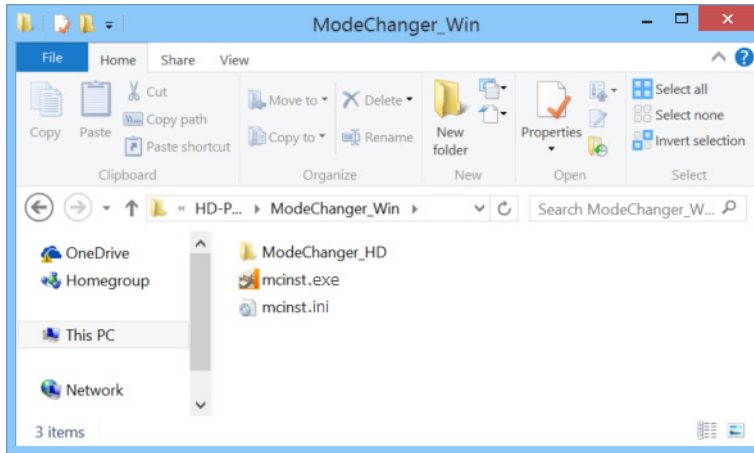 ModeChanger_Win
File Home Share View
Copy
Paste
Cut
Copy path
Paste shortcut
Clipboard
Move to
Copy to
Delete
Rename
Organize
New
folder
New
Properties
Open
Select all
Select none
Invert selection
Select
« HD-P... ModeChanger_Win
Search ModeChanger_W...
OneDrive
Homegroup
This PC
Network
ModeChanger_HD
mcinst.exe
mcinst.ini
3 items